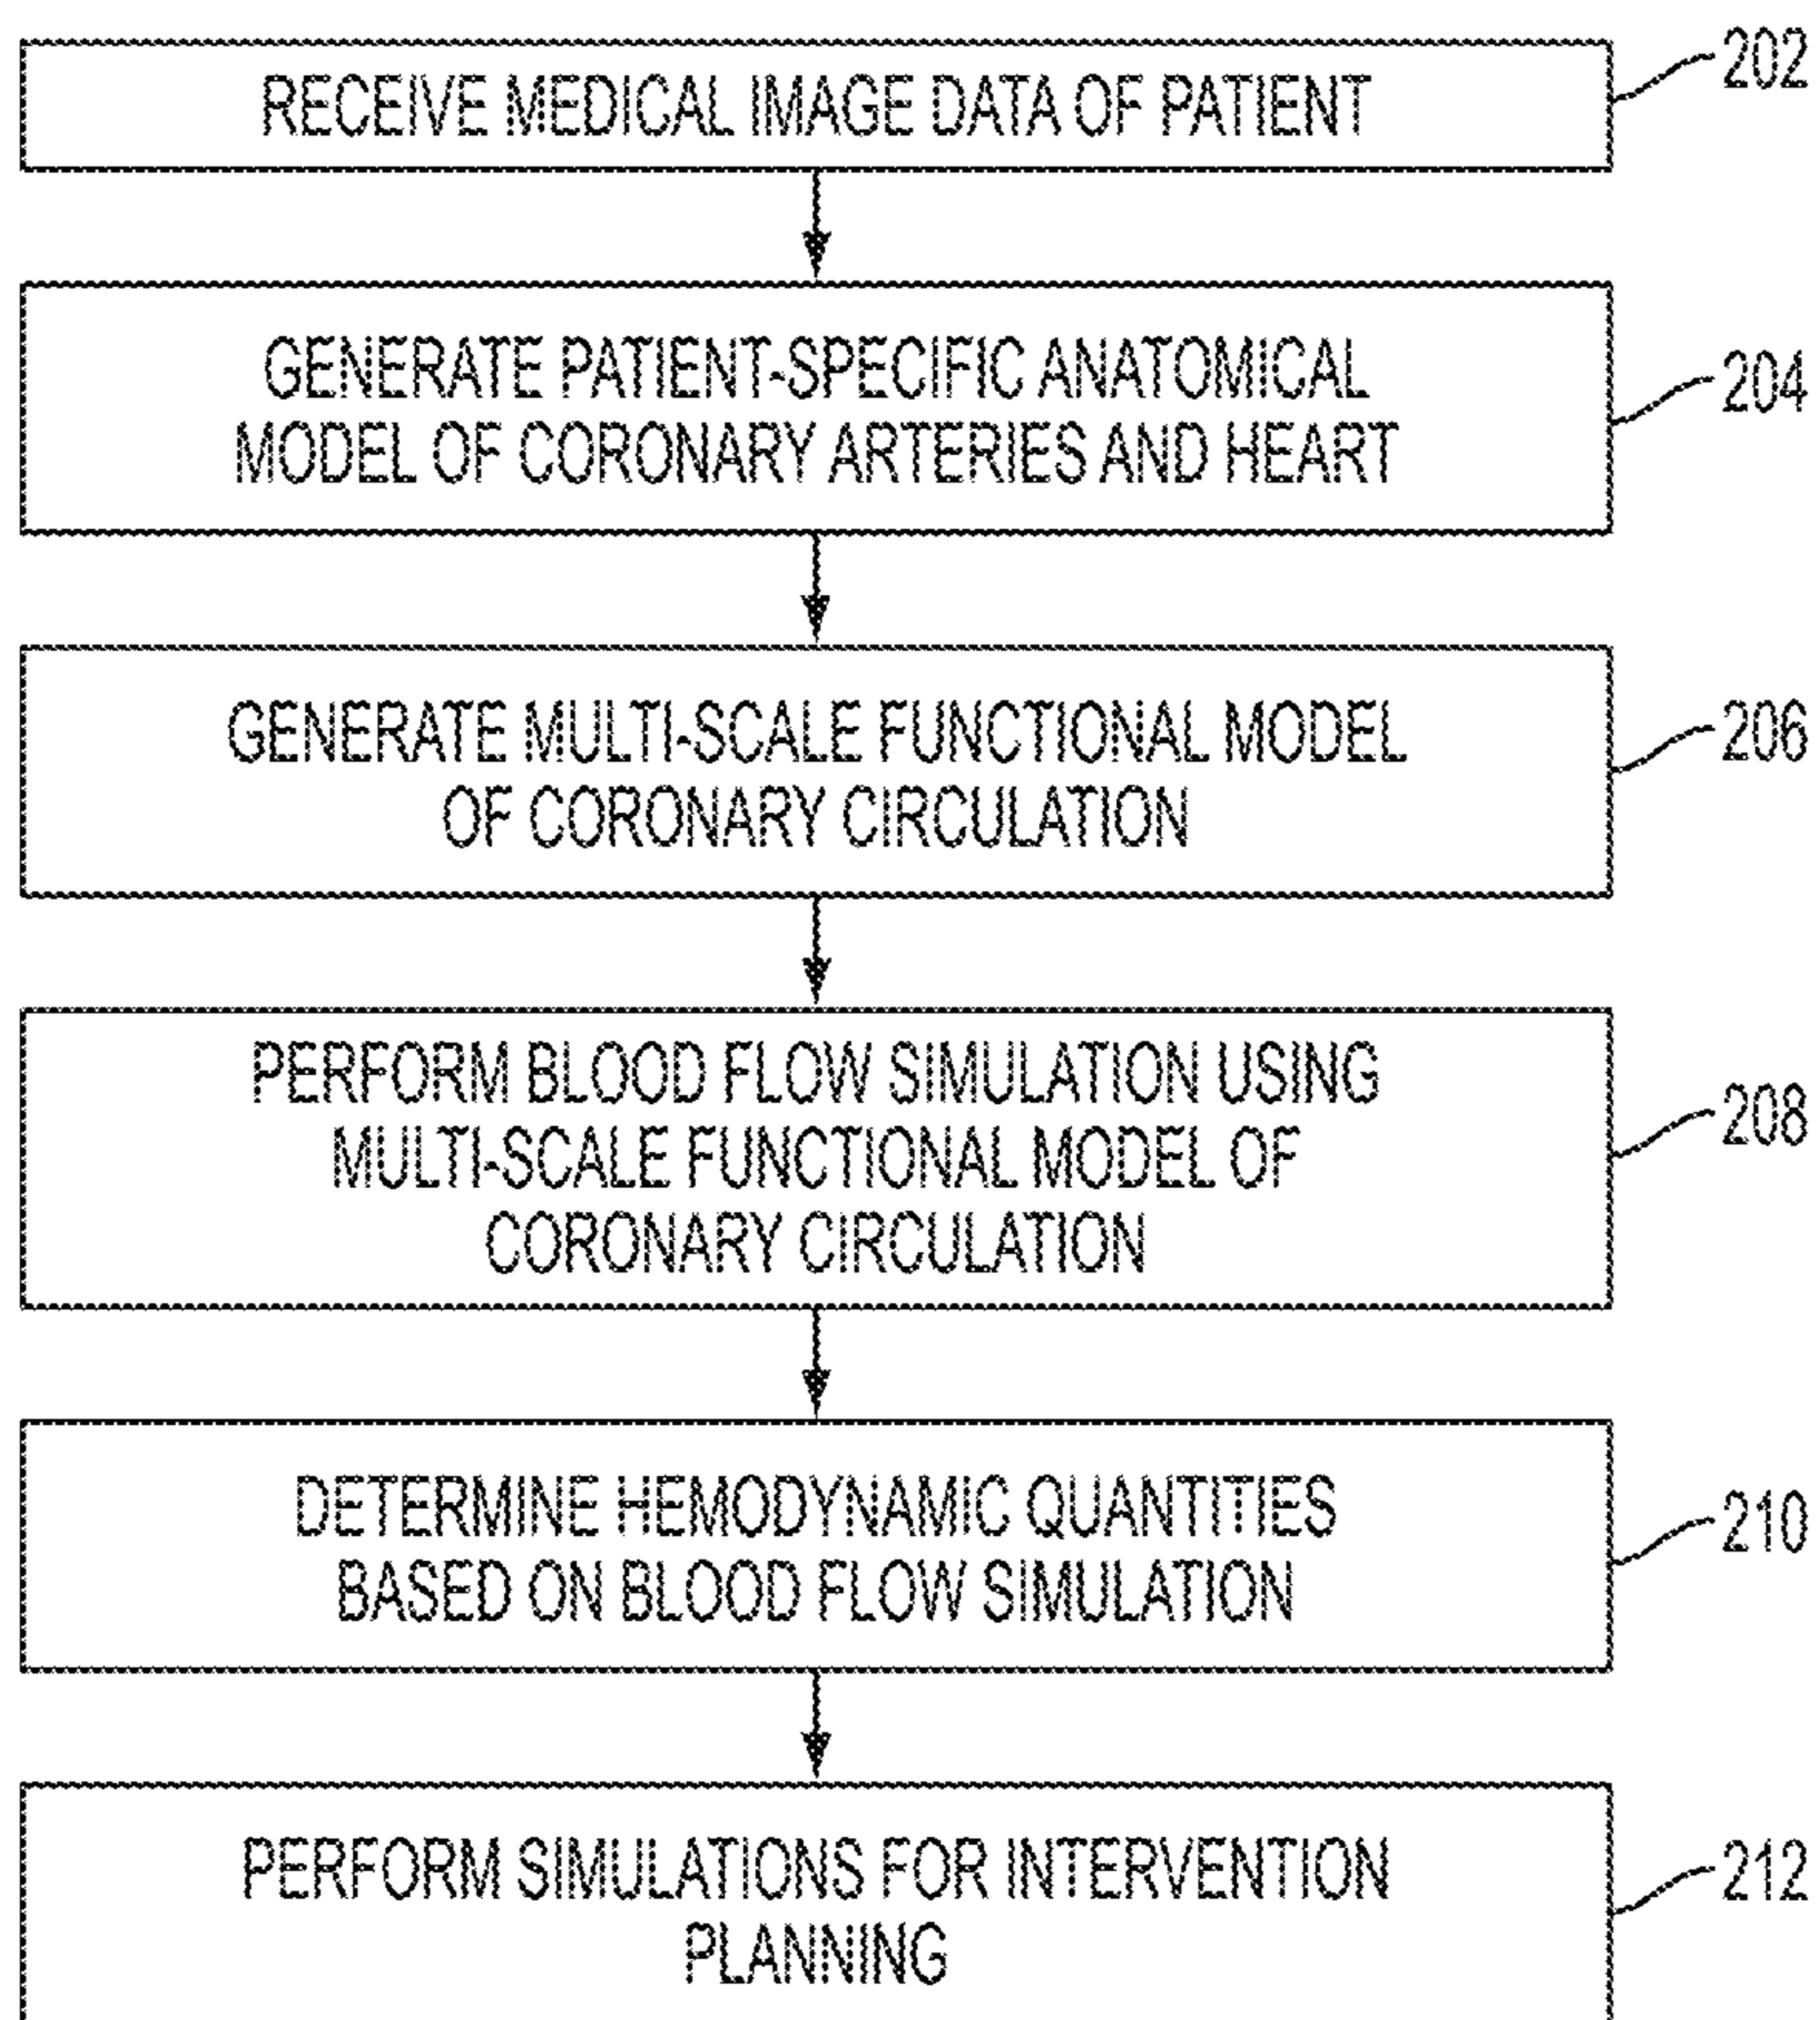 RECEIVE MEDICAL IMAGE DATA OF PATIENT
202
GENERATE PATIENT-SPECIFIC ANATOMICAL
MODEL OF CORONARY ARTERIES AND HEART
204
GENERATE MULTI-SCALE FUNCTIONAL MODEL
OF CORONARY CIRCULATION
206
PERFORM BLOOD FLOW SIMULATION USING
MULTI-SCALE FUNCTIONAL MODEL OF
CORONARY CIRCULATION
208
DETERMINE HEMODYNAMIC QUANTITIES
BASED ON BLOOD FLOW SIMULATION
210
PERFORM SIMULATIONS FOR INTERVENTION
PLANNING
212